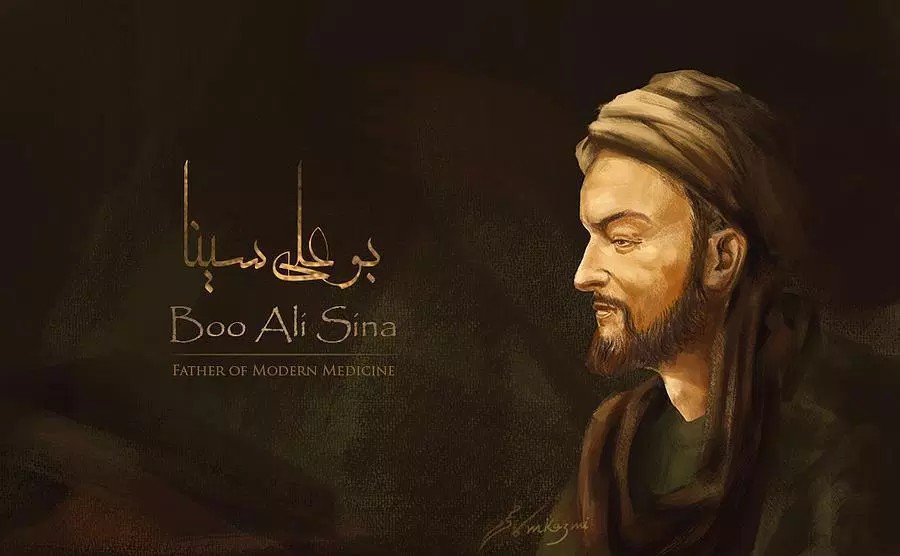 بو علی سینا
Boo Ali Sina
Father of Modern Medicine